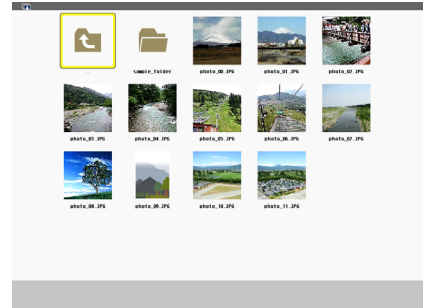 ..
sample_folder
photo_00.JPG
photo_01.JPG
photo_02.JPG
photo_03.JPG
photo_04.JPG
photo_05.JPG
photo_06.JPG
photo_07.JPG
photo_08.JPG
photo_09.JPG
photo_10.JPG
photo_11.JPG